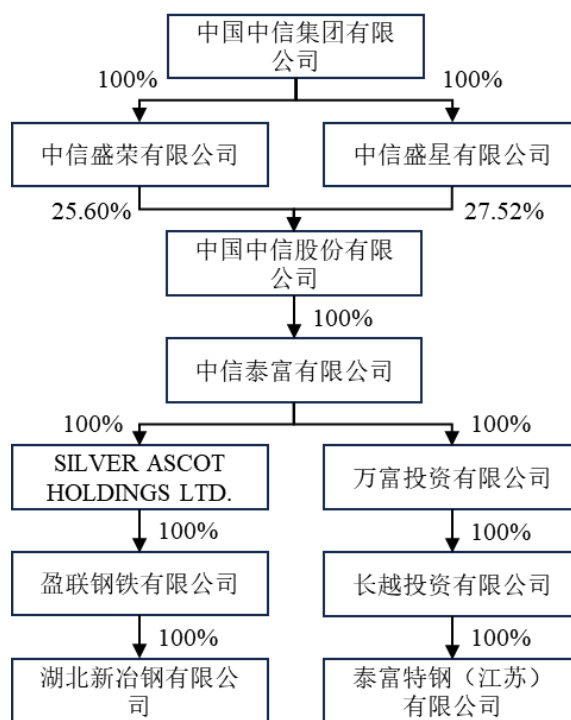 中国中信集团有限
公司
100%
100%
中信盛荣有限公司
中信盛星有限公司
25.60%
27.52%
中国中信股份有限
公司
100%
中信泰富有限公司
100%
100%
SILVER ASCOT
HOLDINGS LTD.
万富投资有限公司
100%
100%
盈联钢铁有限公司
长越投资有限公司
100%
100%
湖北新冶钢有限公
司
泰富特钢（江苏）
有限公司